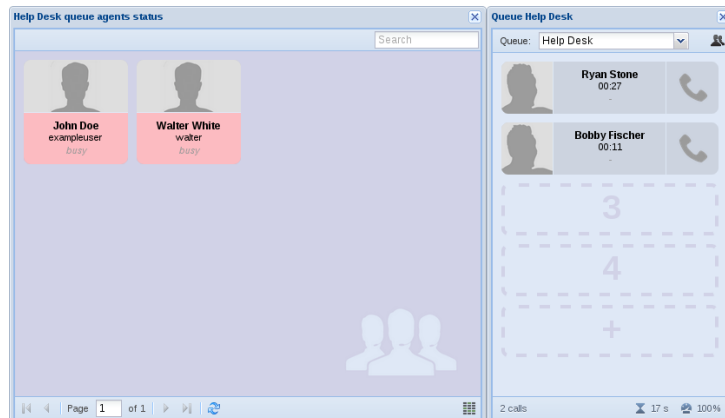 Help Desk queue agents status
Search
John Doe
exampleuser
busy
Walter White
walter
busy
Page 1 of 1
Queue Help Desk
Queue: Help Desk
Ryan Stone
00:27
-
Bobby Fischer
00:11
-
3
4
+
2 calls
17 s
100%